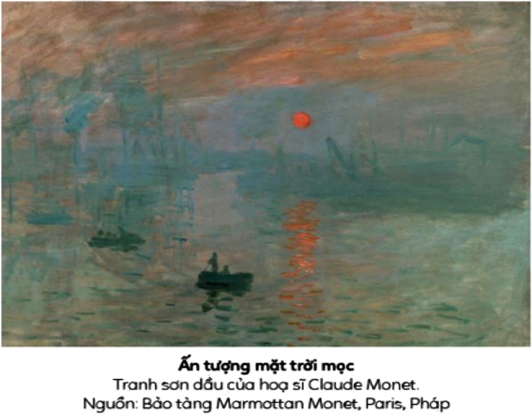 Ấn tượng mặt trời mọc
Tranh sơn dầu của hoạ sĩ Claude Monet.
Nguồn: Bảo tàng Marmottan Monet, Paris, Pháp